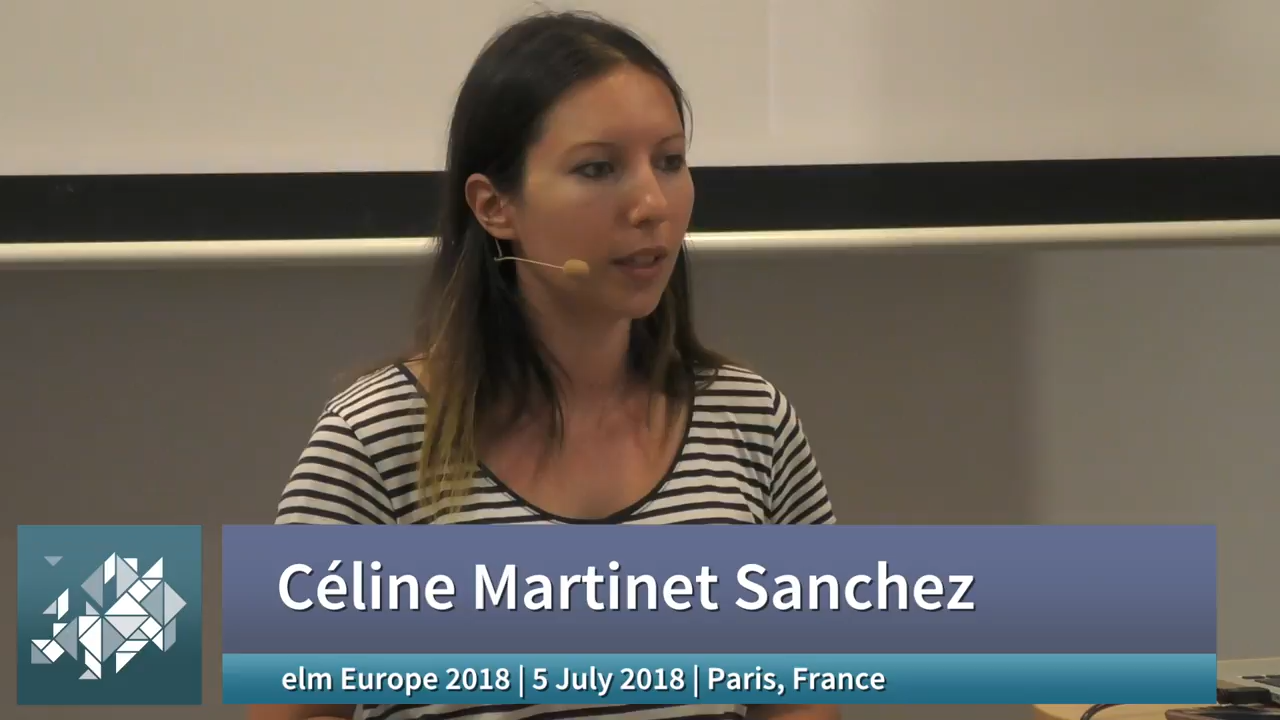 Céline Martinet Sanchez
elm Europe 2018 | 5 July 2018 | Paris, France